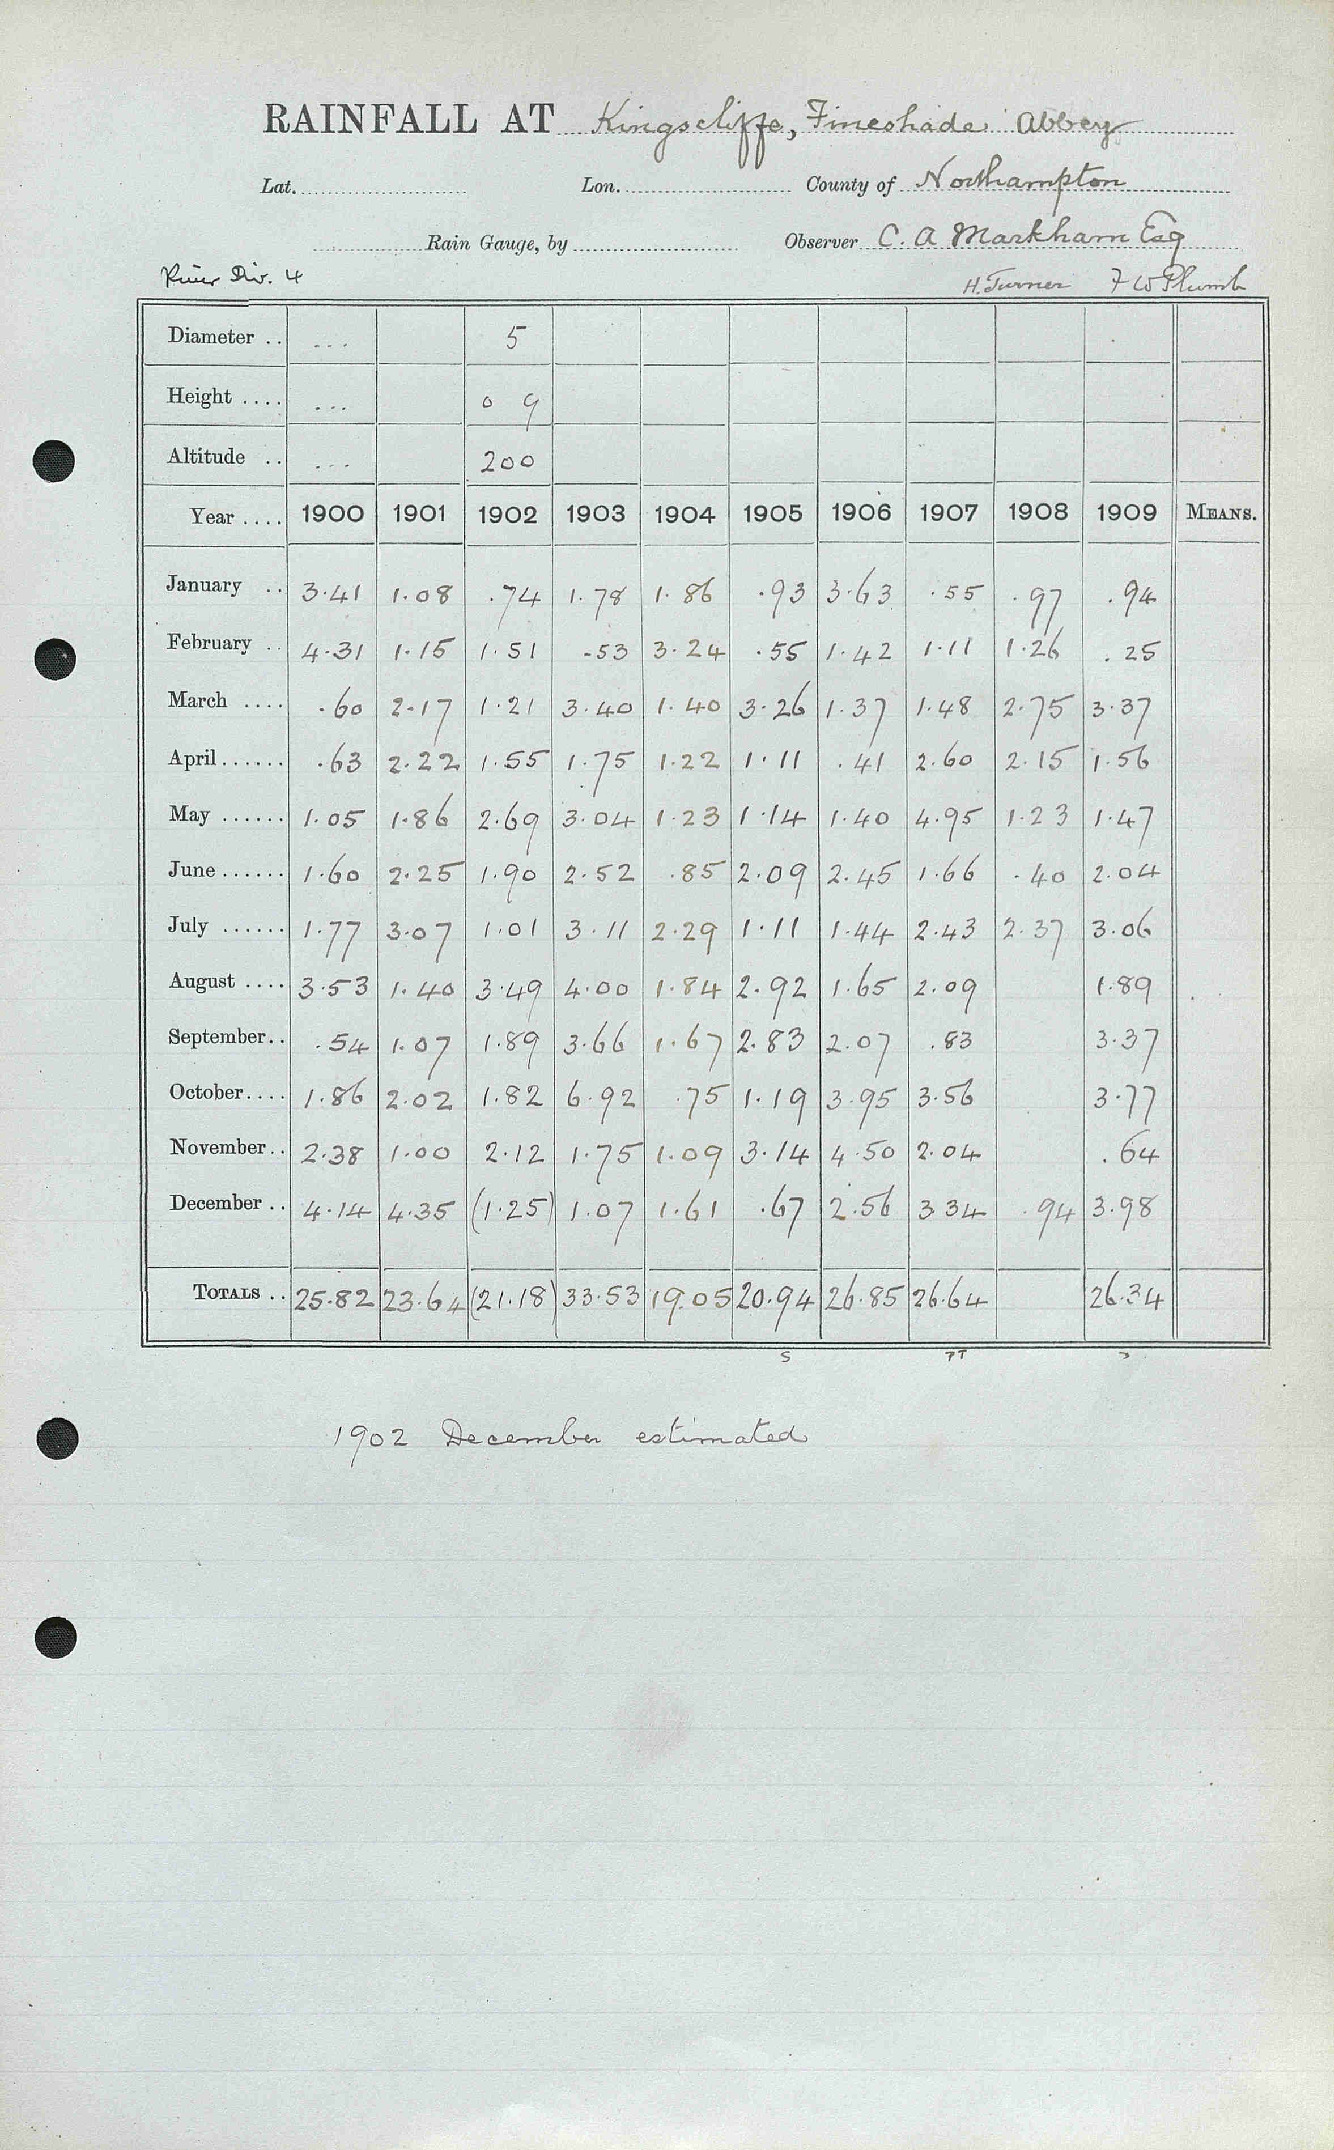 RAINFALL AT Kingscliffe, Fineshade Abbey
Lat. Lon. County of Northampton
Rain Gauge, by Observer C. A Markham Esq
River Div. 4 H. Turner F W Plumb
Diameter .. ... 5
Height .... ... 0 9
Altitude .. ... 200
Year .... 1900 1901 1902 1903 1904 1905 1906 1907 1908 1909 MEANS.
January .. 3.41 1.08 .74 1.78 1.86 .93 3.63 .55 .97 .94
February .. 4.31 1.15 1.51 .53 3.24 .55 1.42 1.11 1.26 .25
March .... .60 2.17 1.21 3.40 1.40 3.26 1.37 1.48 2.75 3.37
April...... .63 2.22 1.55 1.75 1.22 1.11 .41 2.60 2.15 1.56
May ...... 1.05 1.86 2.69 3.04 1.23 1.14 1.40 4.95 1.23 1.47
June...... 1.60 2.25 1.90 2.52 .85 2.09 2.45 1.66 .40 2.04
July ...... 1.77 3.07 1.01 3.11 2.29 1.11 1.44 2.43 2.37 3.06
August .... 3.53 1.40 3.49 4.00 1.84 2.92 1.65 2.09 1.89
September.. .54 1.07 1.89 3.66 1.67 2.83 2.07 .83 3.37
October.... 1.86 2.02 1.82 6.92 .75 1.19 3.95 3.56 3.77
November.. 2.38 1.00 2.12 1.75 1.09 3.14 4.50 2.04 .64
December .. 4.14 4.35 (1.25) 1.07 1.61 .67 2.56 3 34 .94 3.98
TOTALS .. 25.82 23.64 (21.18) 33.53 19.05 20.94 26.85 26.64 26.34
S
1902 December estimated